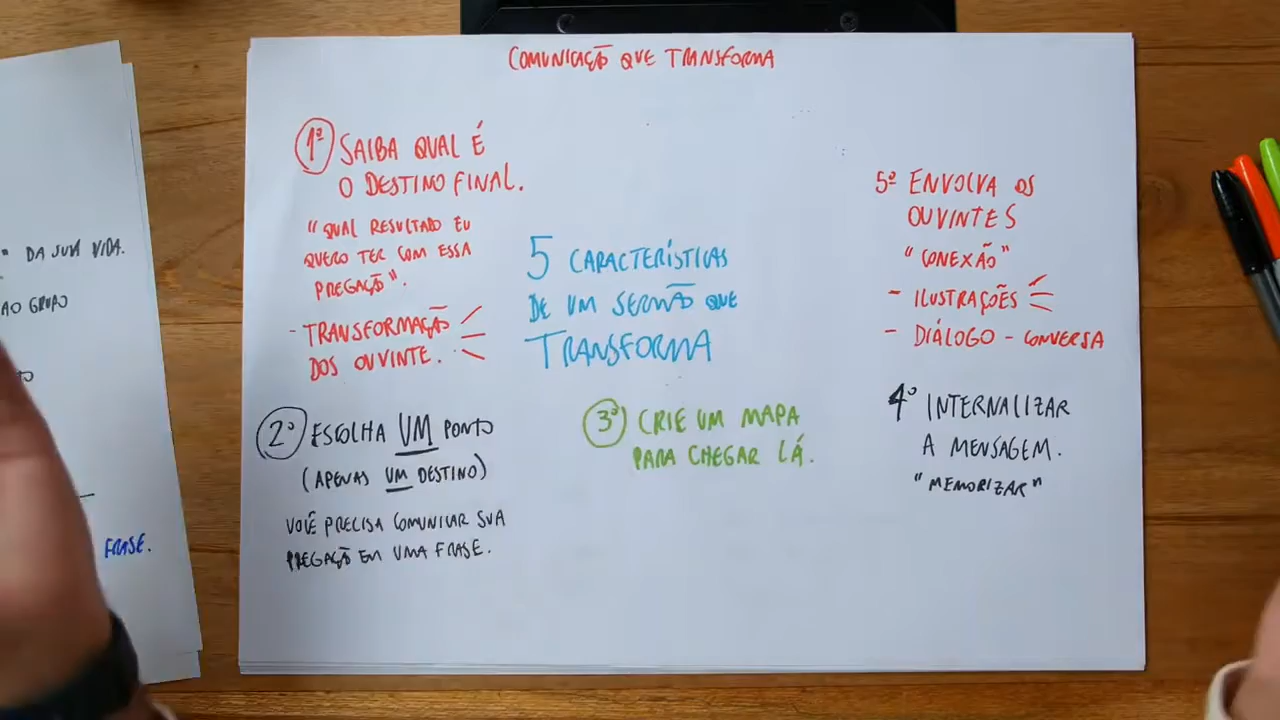 COMUNICAÇÃO QUE TRANSFORMA
1º SAIBA QUAL É
O DESTINO FINAL.
"QUAL RESULTADO EU
QUERO TER COM ESSA
PREGAÇÃO".
- TRANSFORMAÇÃO
DOS OUVINTE.
2º ESCOLHA UM PONTO
(APENAS UM DESTINO)
VOCÊ PRECISA COMUNICAR SUA
PREGAÇÃO EM UMA FRASE.
5 CARACTERÍSTICAS
DE UM SERMÃO QUE
TRANSFORMA
3º CRIE UM MAPA
PARA CHEGAR LÁ.
5º ENVOLVA OS
OUVINTES
"CONEXÃO"
- ILUSTRAÇÕES
- DIÁLOGO - CONVERSA
4º INTERNALIZAR
A MENSAGEM.
"MEMORIZAR"
DA SUA VIDA.
AO GRUPO
FRASE.